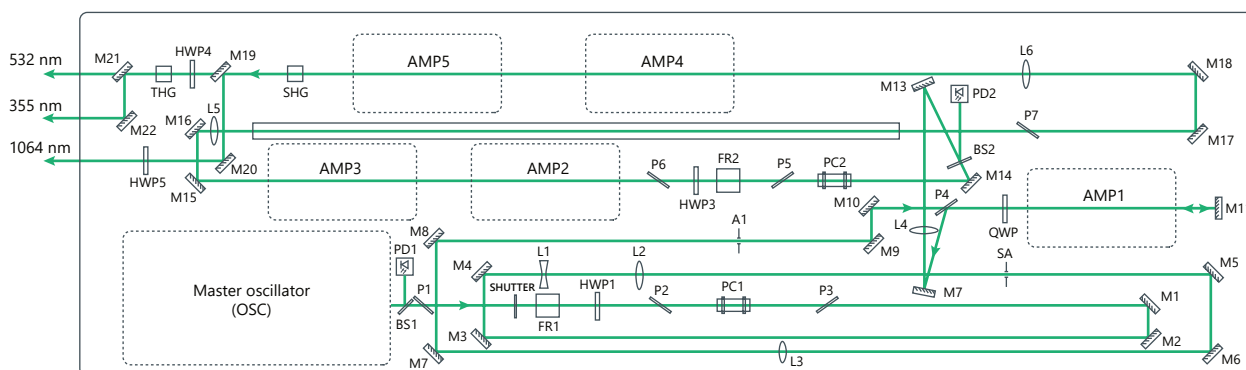 532 nm
M21
HWP4
M19
AMP5
AMP4
L6
M18
THG
SHG
M13
PD2
355 nm
M22
M16
L5
P7
M17
1064 nm
HWP5
M20
M15
AMP3
AMP2
P6
HWP3
FR2
P5
PC2
BS2
M14
M10
P4
AMP1
M1
M8
A1
M9
L4
QWP
PD1
M4
L1
L2
SA
M5
Master oscillator
(OSC)
P1
SHUTTER
HWP1
P2
PC1
P3
M7
M1
BS1
FR1
M3
M2
M7
L3
M6